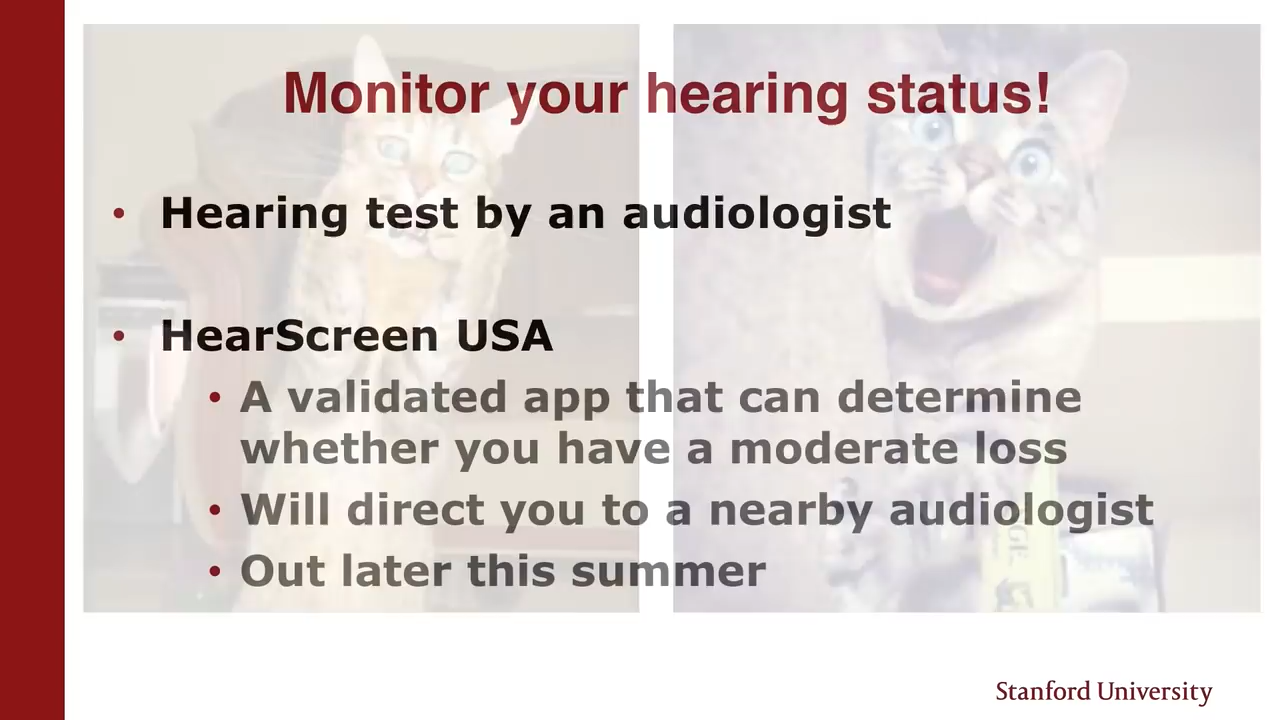 Monitor your hearing status!
• Hearing test by an audiologist
• HearScreen USA
• A validated app that can determine
whether you have a moderate loss
• Will direct you to a nearby audiologist
• Out later this summer
Stanford University